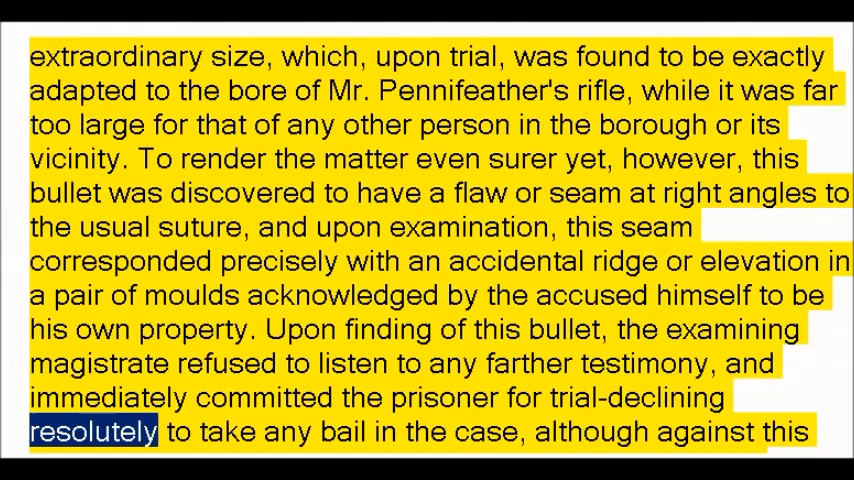 extraordinary size, which, upon trial, was found to be exactly
adapted to the bore of Mr. Pennifeather's rifle, while it was far
too large for that of any other person in the borough or its
vicinity. To render the matter even surer yet, however, this
bullet was discovered to have a flaw or seam at right angles to
the usual suture, and upon examination, this seam
corresponded precisely with an accidental ridge or elevation in
a pair of moulds acknowledged by the accused himself to be
his own property. Upon finding of this bullet, the examining
magistrate refused to listen to any farther testimony, and
immediately committed the prisoner for trial-declining
resolutely to take any bail in the case, although against this